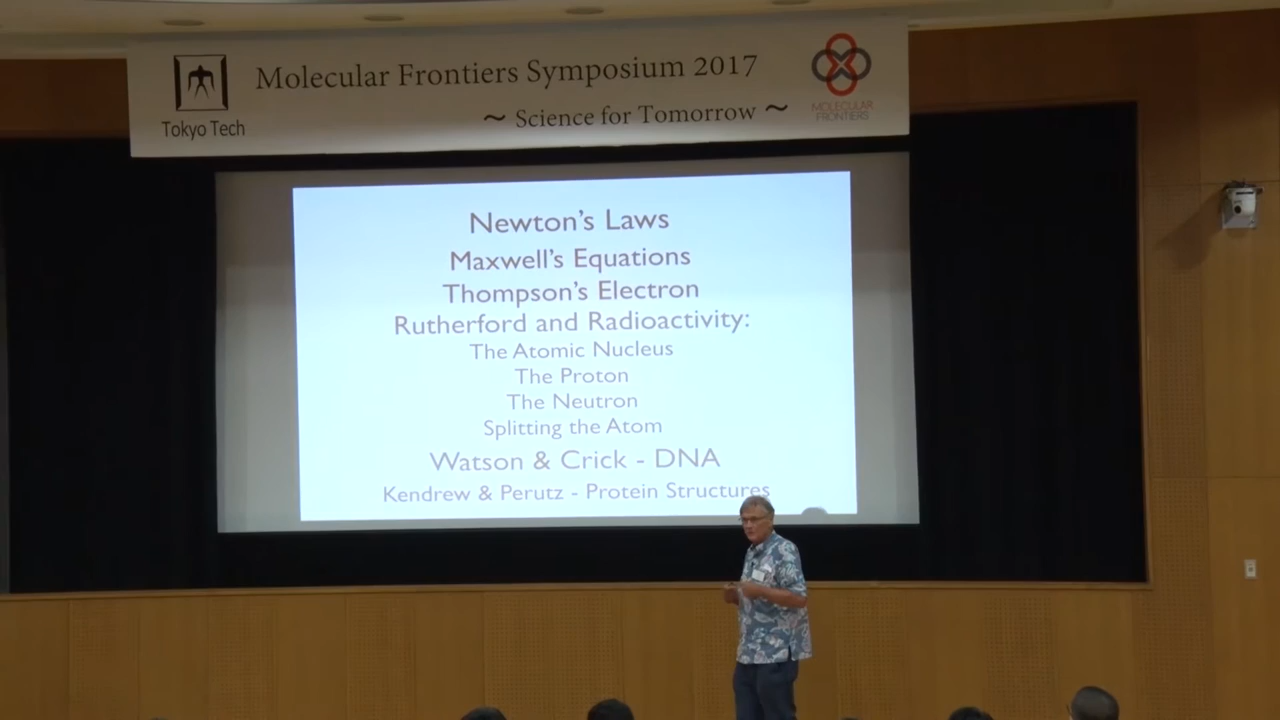 Molecular Frontiers Symposium 2017
~ Science for Tomorrow ~
Tokyo Tech
MOLECULAR
FRONTIERS
Newton's Laws
Maxwell's Equations
Thompson's Electron
Rutherford and Radioactivity:
The Atomic Nucleus
The Proton
The Neutron
Splitting the Atom
Watson & Crick - DNA
Kendrew & Perutz - Protein Structures